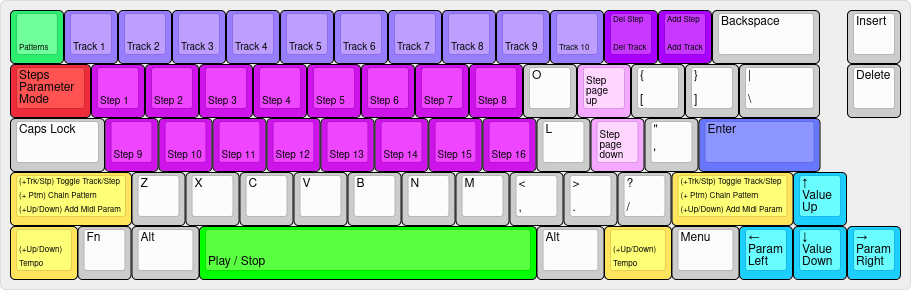 Patterns
Track 1
Track 2
Track 3
Track 4
Track 5
Track 6
Track 7
Track 8
Track 9
Track 10
Del Step
Del Track
Add Step
Add Track
Backspace
Insert
Steps
Parameter
Mode
Step 1
Step 2
Step 3
Step 4
Step 5
Step 6
Step 7
Step 8
O
Step
page
up
{
[
}
]
|
\
Delete
Caps Lock
Step 9
Step 10
Step 11
Step 12
Step 13
Step 14
Step 15
Step 16
L
Step
page
down
"
'
Enter
(+Trk/Stp) Toggle Track/Step
(+ Ptrn) Chain Pattern
(+Up/Down) Add Midi Param
Z
X
C
V
B
N
M
<
,
>
.
?
/
(+Trk/Stp) Toggle Track/Step
(+ Ptrn) Chain Pattern
(+Up/Down) Add Midi Param
↑
Value
Up
(+Up/Down)
Tempo
Fn
Alt
Play / Stop
Alt
(+Up/Down)
Tempo
Menu
←
Param
Left
↓
Value
Down
→
Param
Right